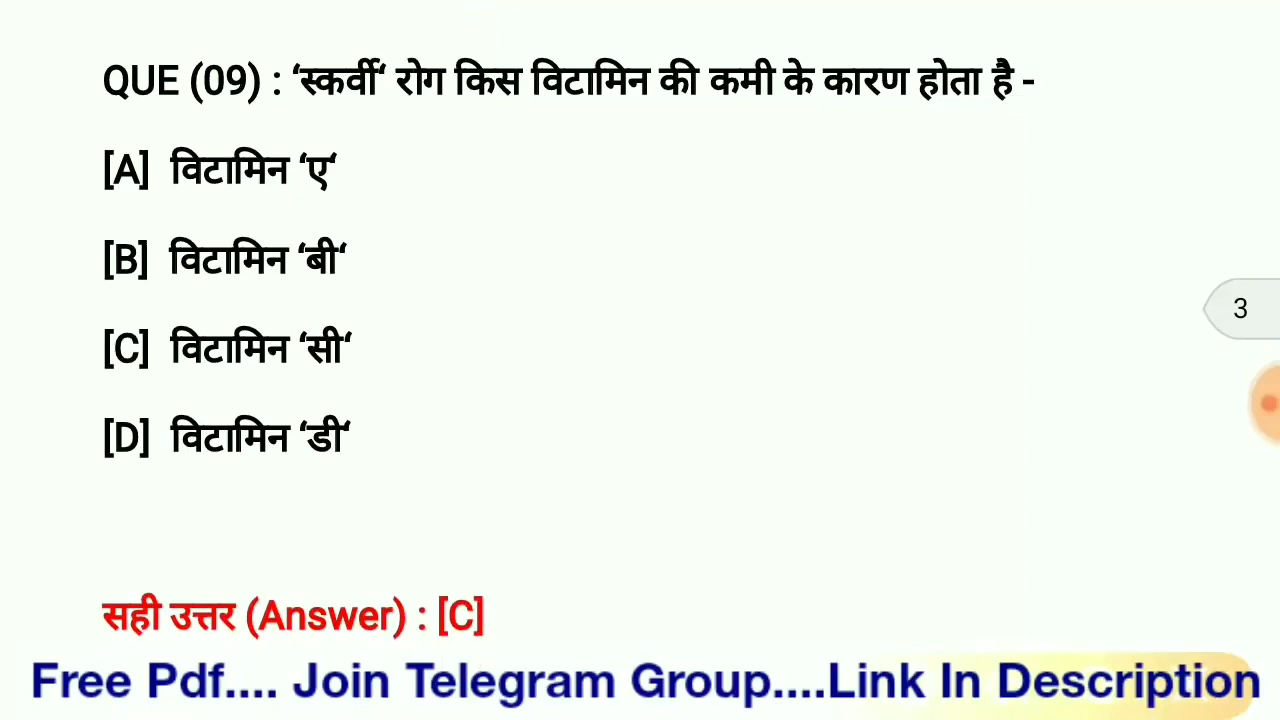 QUE (09) : ‘स्कर्वी‘ रोग किस विटामिन की कमी के कारण होता है -
[A] विटामिन ‘ए‘
[B] विटामिन ‘बी‘
[C] विटामिन ‘सी‘
3
[D] विटामिन ‘डी‘
सही उत्तर (Answer) : [C]
Free Pdf.... Join Telegram Group....Link In Description